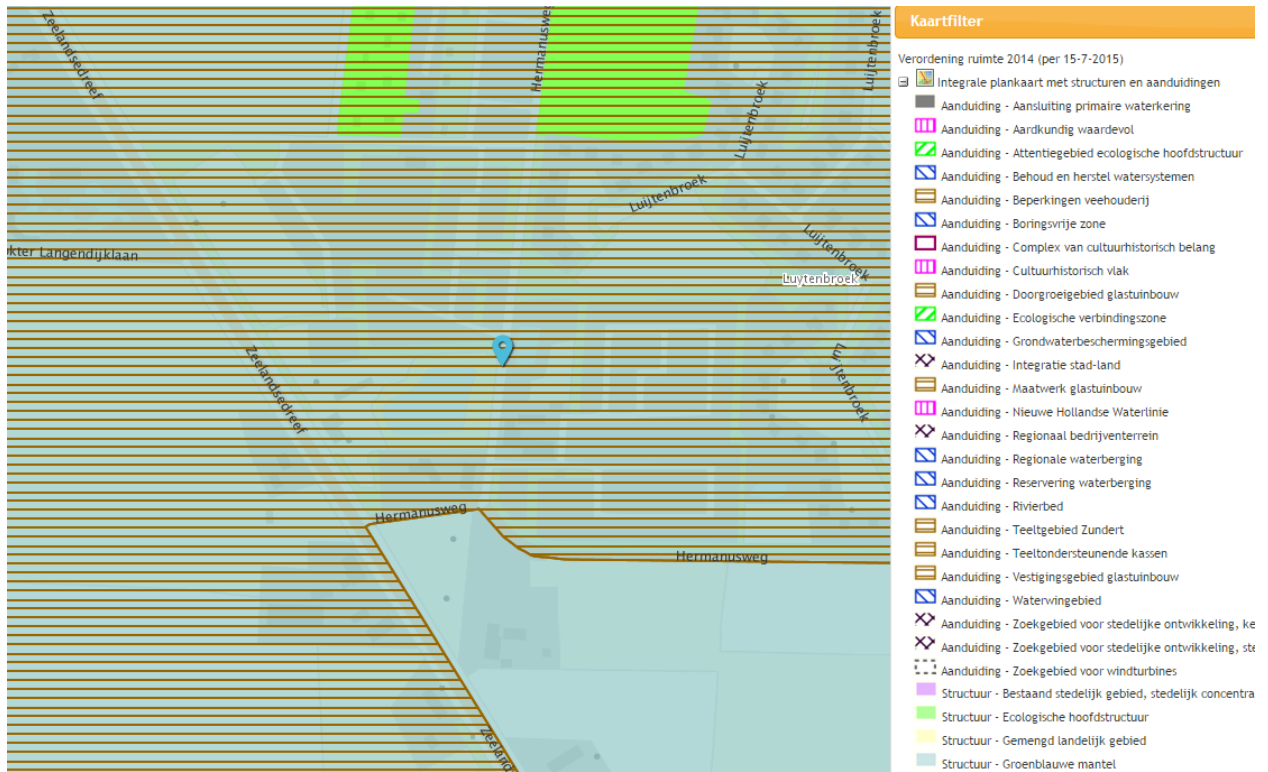 Zeelandsedreef
Hermanusweg
Luijtenbroek
Luijtenbroek
Luijtenbroek
Luijtenbroek
kter Langendijklaan
Luytenbroek
Zeelandsedreef
Lui
jtenbroek
Hermanusweg
Hermanusweg
Zeeland
Kaartfilter
Verordening ruimte 2014 (per 15-7-2015)
Integrale plankaart met structuren en aanduidingen
Aanduiding - Aansluiting primaire waterkering
Aanduiding - Aardkundig waardevol
Aanduiding - Attentiegebied ecologische hoofdstructuur
Aanduiding - Behoud en herstel watersystemen
Aanduiding - Beperkingen veehouderij
Aanduiding - Boringsvrije zone
Aanduiding - Complex van cultuurhistorisch belang
Aanduiding - Cultuurhistorisch vlak
Aanduiding - Doorgroeigebied glastuinbouw
Aanduiding - Ecologische verbindingszone
Aanduiding - Grondwaterbeschermingsgebied
Aanduiding - Integratie stad-land
Aanduiding - Maatwerk glastuinbouw
Aanduiding - Nieuwe Hollandse Waterlinie
Aanduiding - Regionaal bedrijventerrein
Aanduiding - Regionale waterberging
Aanduiding - Reservering waterberging
Aanduiding - Rivierbed
Aanduiding - Teeltgebied Zundert
Aanduiding - Teeltondersteunende kassen
Aanduiding - Vestigingsgebied glastuinbouw
Aanduiding - Waterwingebied
Aanduiding - Zoekgebied voor stedelijke ontwikkeling, ke
Aanduiding - Zoekgebied voor stedelijke ontwikkeling, ste
Aanduiding - Zoekgebied voor windturbines
Structuur - Bestaand stedelijk gebied, stedelijk concentra
Structuur - Ecologische hoofdstructuur
Structuur - Gemengd landelijk gebied
Structuur - Groenblauwe mantel